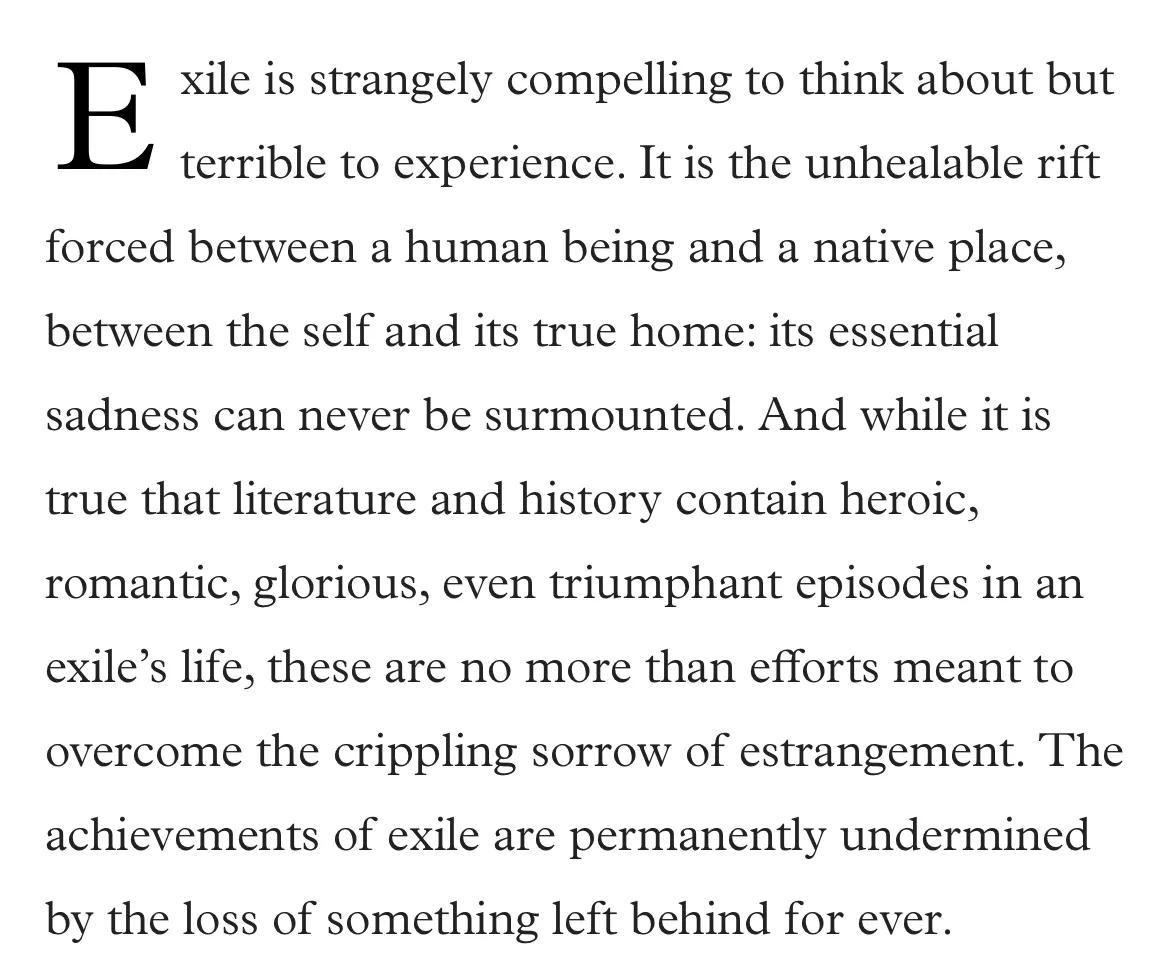 Exile is strangely compelling to think about but
terrible to experience. It is the unhealable rift
forced between a human being and a native place,
between the self and its true home: its essential
sadness can never be surmounted. And while it is
true that literature and history contain heroic,
romantic, glorious, even triumphant episodes in an
exile’s life, these are no more than efforts meant to
overcome the crippling sorrow of estrangement. The
achievements of exile are permanently undermined
by the loss of something left behind for ever.